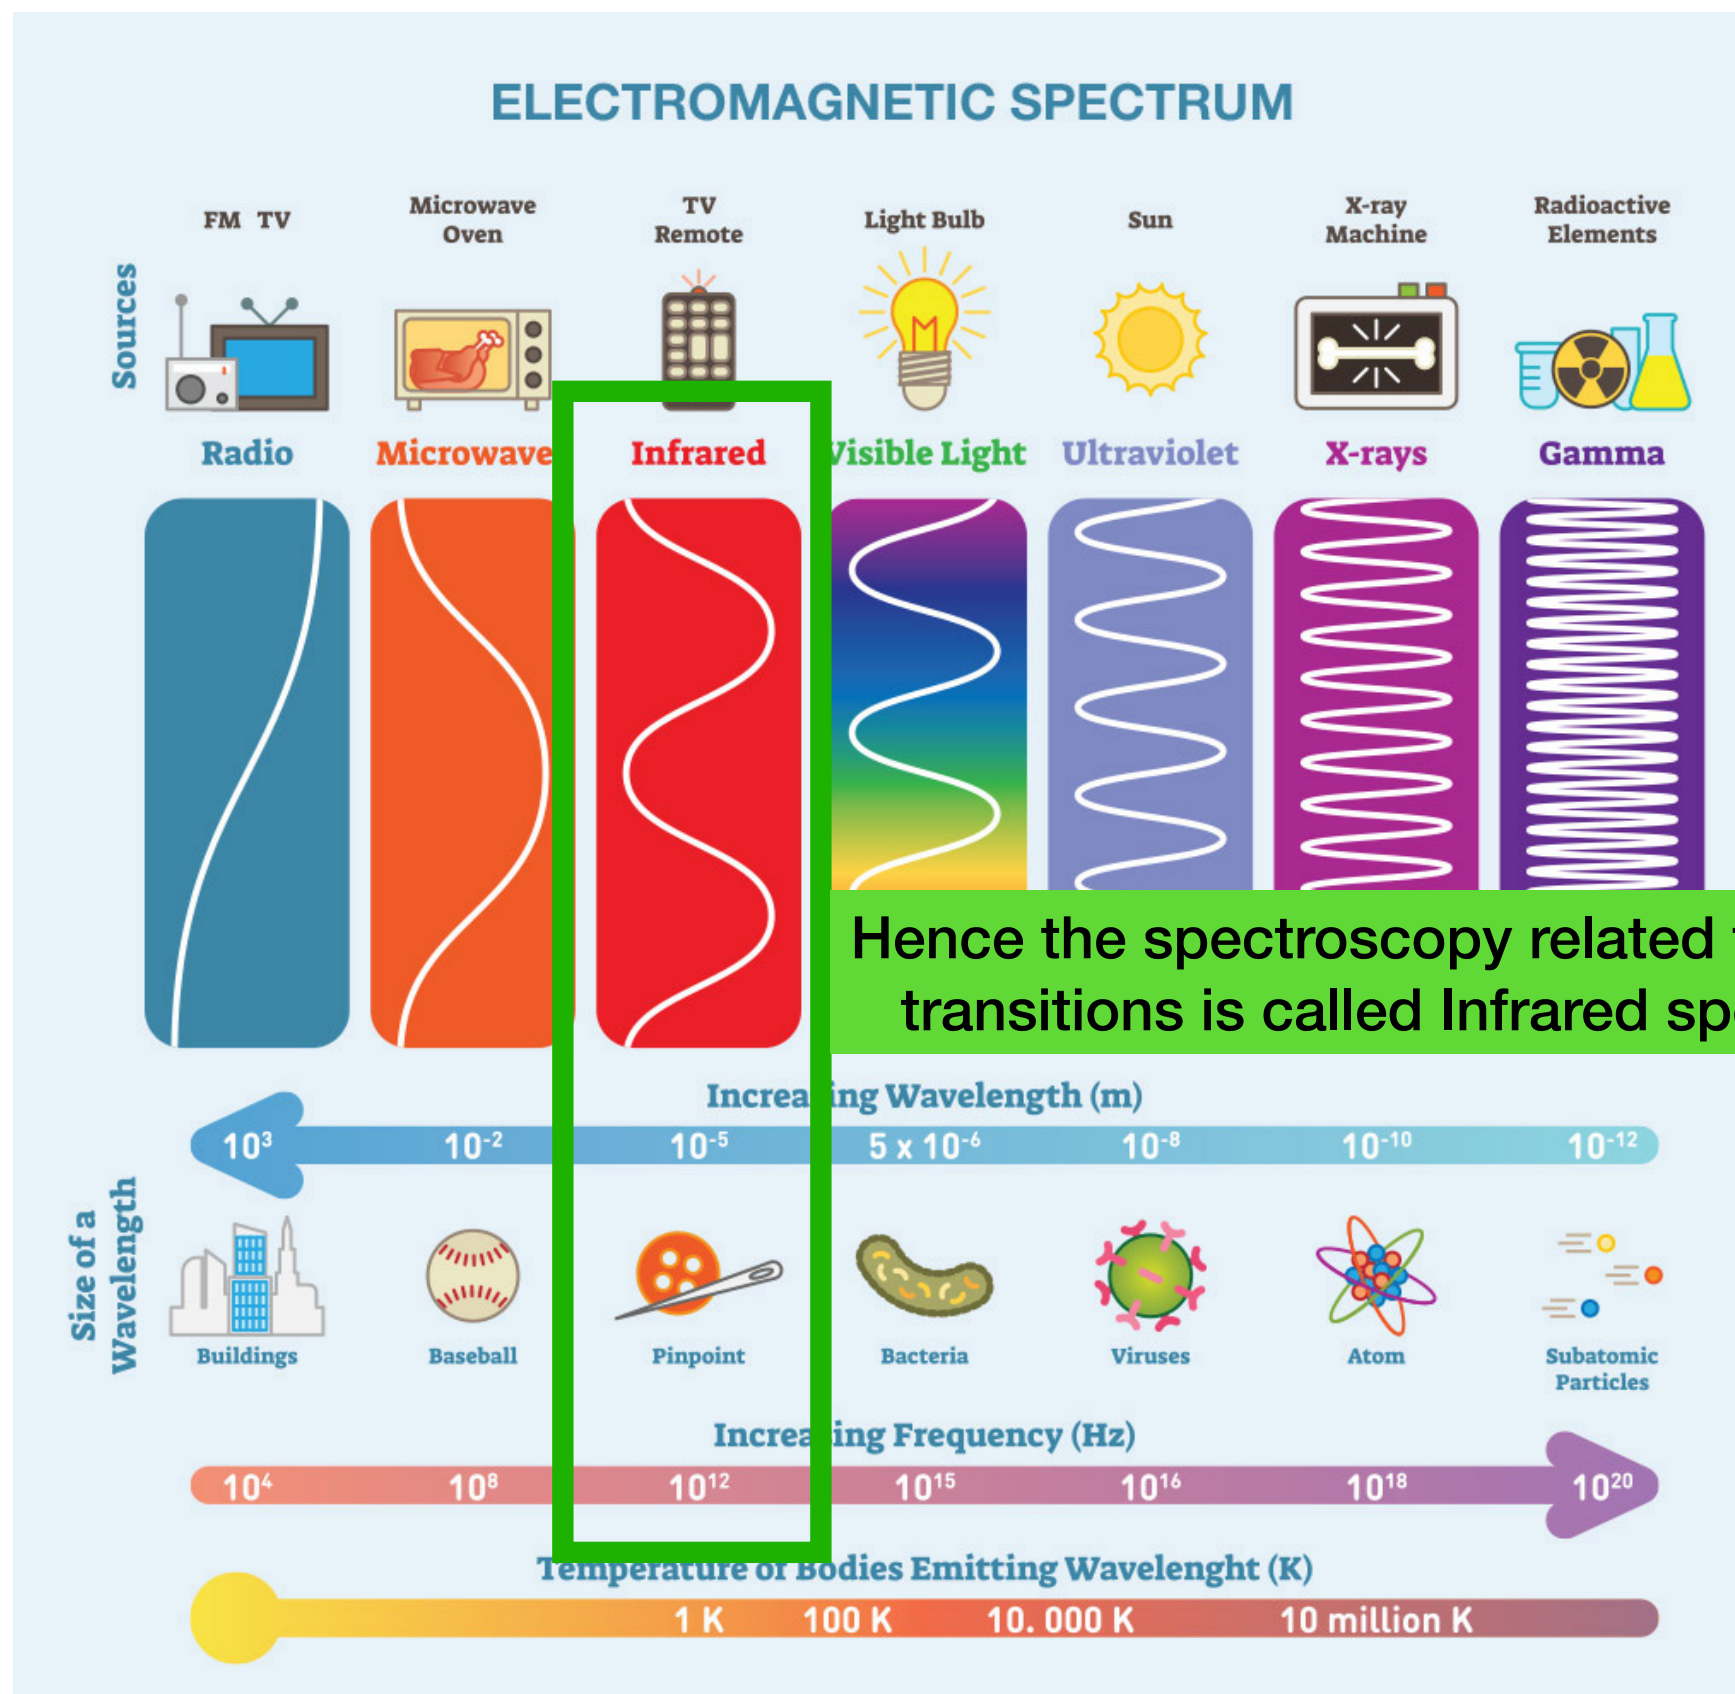 ELECTROMAGNETIC SPECTRUM
Sources
FM TV
Microwave
Oven
TV
Remote
Light Bulb
Sun
X-ray
Machine
Radioactive
Elements
Radio
Microwave
Infrared
Visible Light
Ultraviolet
X-rays
Gamma
Hence the spectroscopy related
transitions is called Infrared
Increasing Wavelength (m)
10³ 10⁻² 10⁻⁵ 5 x 10⁻⁶ 10⁻⁸ 10⁻¹⁰ 10⁻¹²
Size of a
Wavelength
Buildings
Baseball
Pinpoint
Bacteria
Viruses
Atom
Subatomic
Particles
Increasing Frequency (Hz)
10⁴ 10⁸ 10¹² 10¹⁵ 10¹⁶ 10¹⁸ 10²⁰
Temperature of Bodies Emitting Wavelenght (K)
1 K 100 K 10. 000 K 10 million K